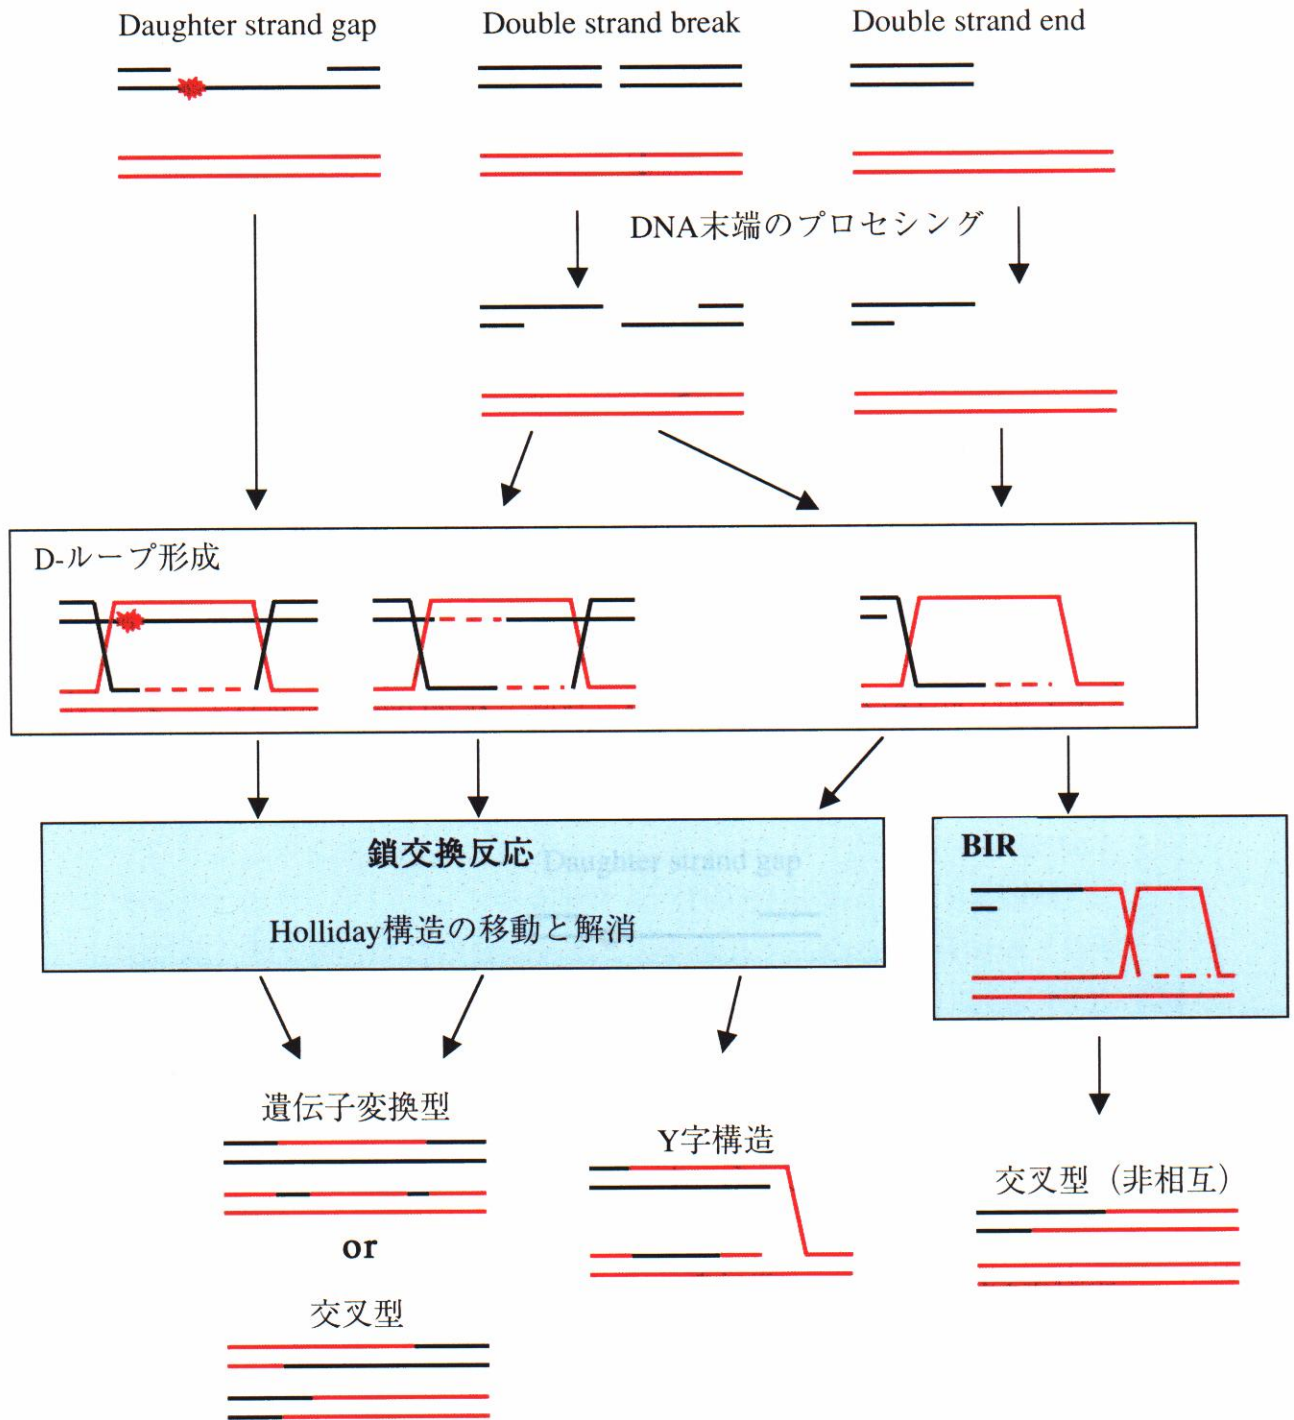 Daughter strand gap
Double strand break
Double strand end
DNA末端のプロセシング
D-ループ形成
鎖交換反応
Daughter strand gap
Holliday構造の移動と解消
BIR
遺伝子変換型
or
交叉型
Y字構造
交叉型（非相互）